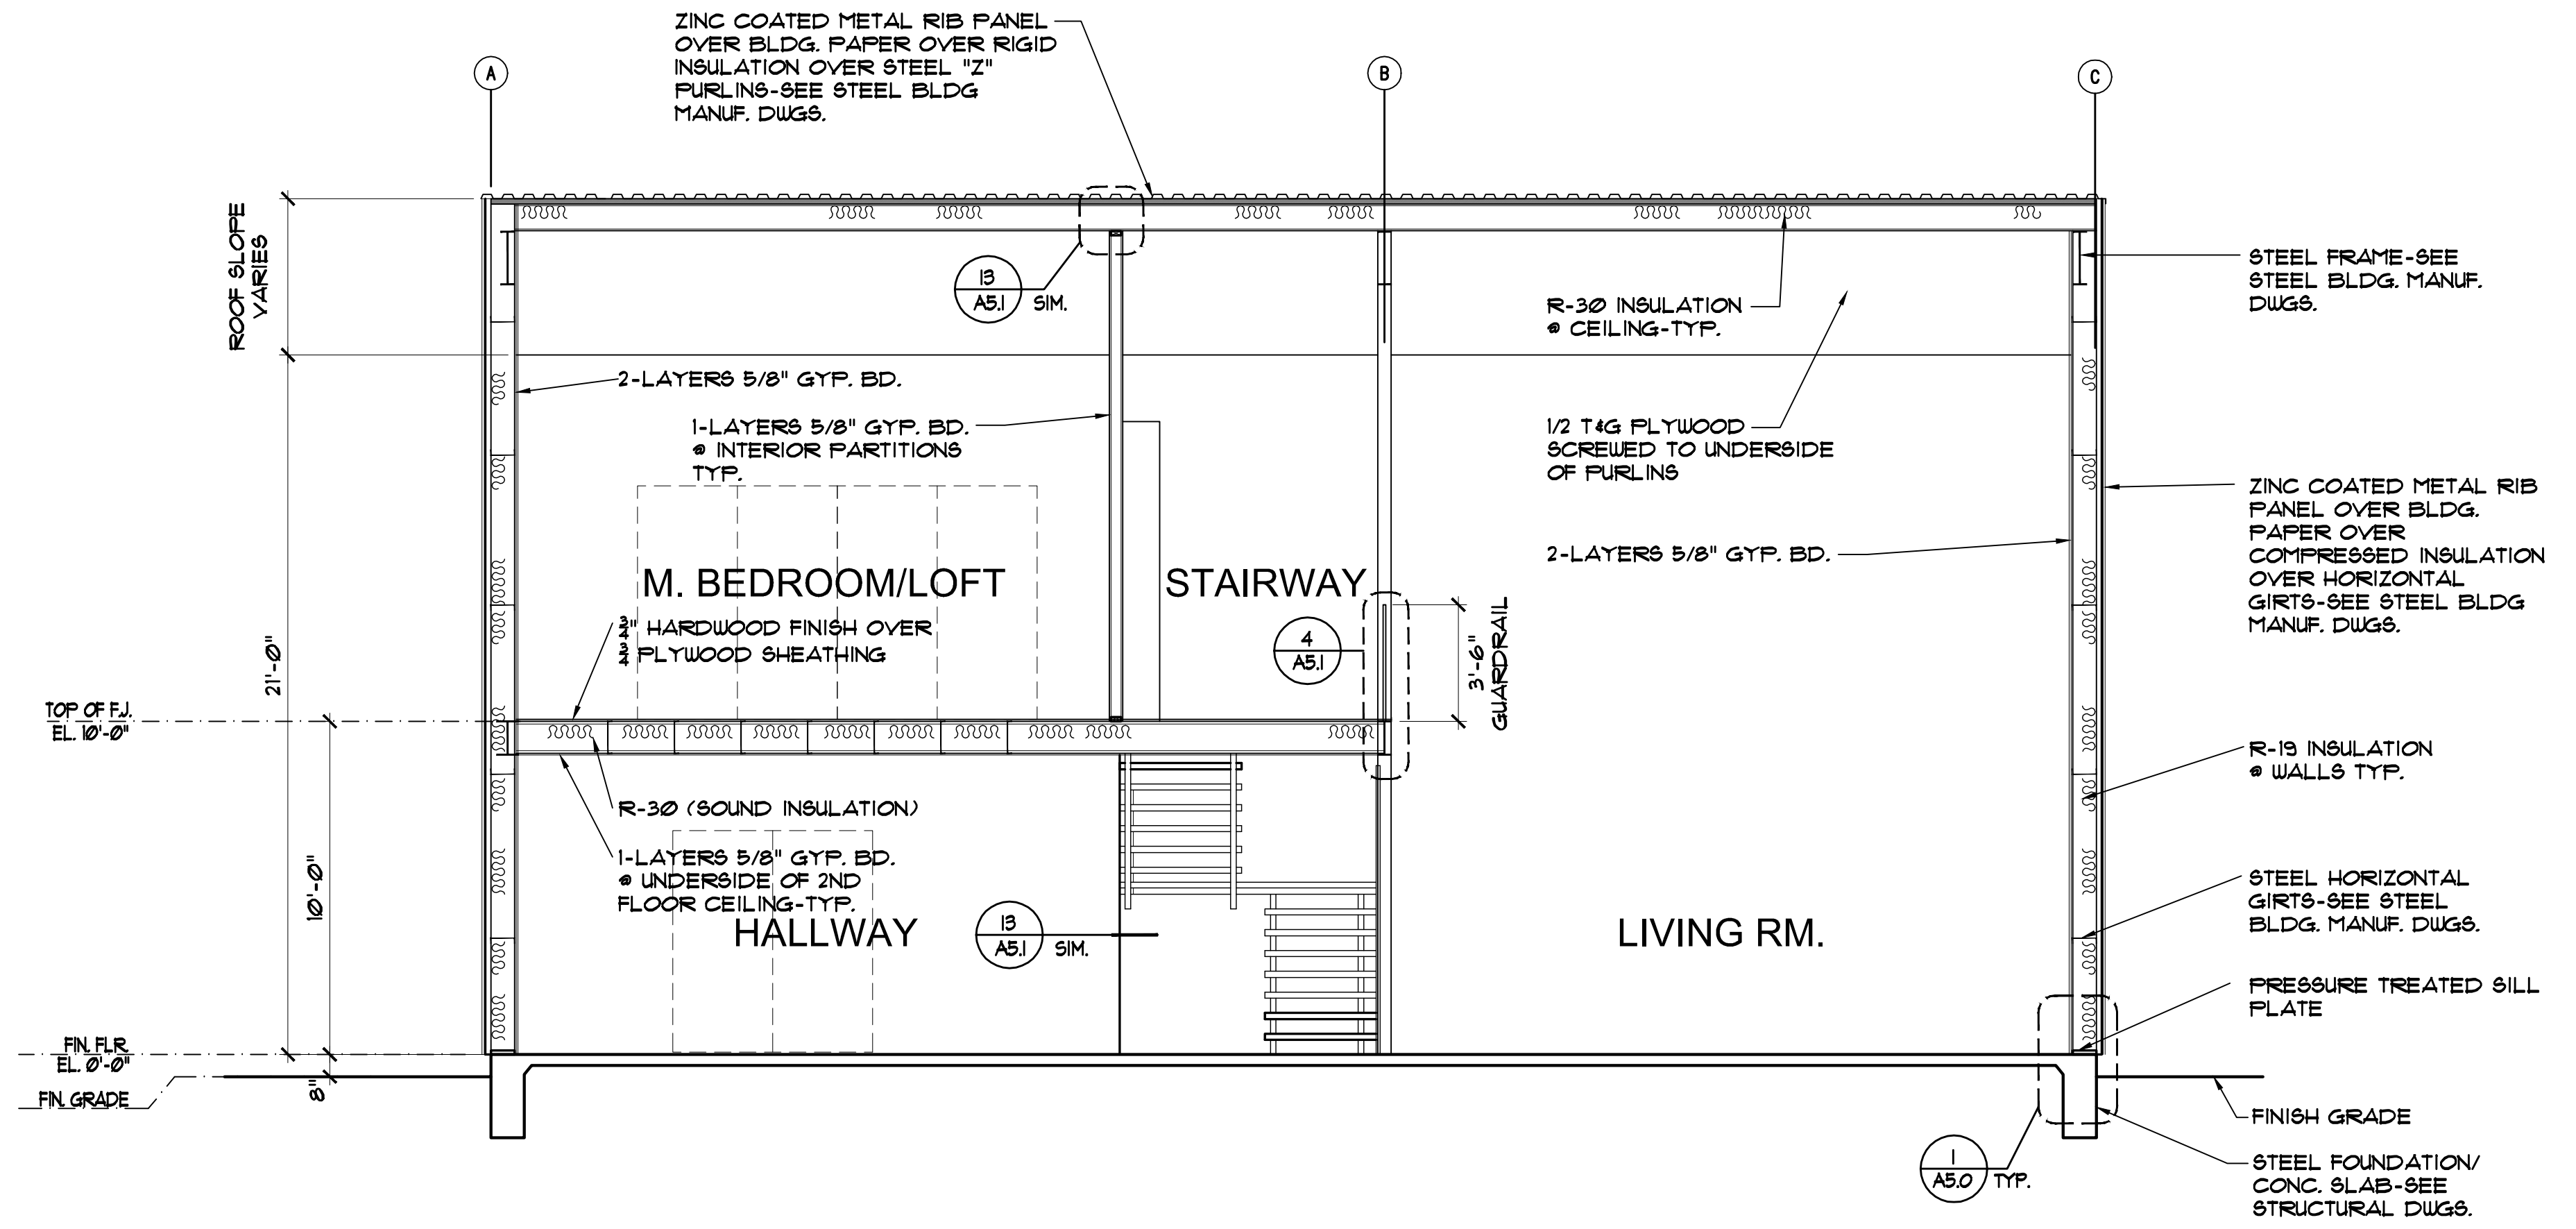 ZINC COATED METAL RIB PANEL
OVER BLDG. PAPER OVER RIGID
INSULATION OVER STEEL "Z"
PURLINS-SEE STEEL BLDG
MANUF. DWGS.
A
B
C
ROOF SLOPE
VARIES
13
A5.1
SIM.
R-30 INSULATION
@ CEILING-TYP.
STEEL FRAME-SEE
STEEL BLDG. MANUF.
DWGS.
2-LAYERS 5/8" GYP. BD.
1-LAYERS 5/8" GYP. BD.
@ INTERIOR PARTITIONS
TYP.
1/2 T&G PLYWOOD
SCREWED TO UNDERSIDE
OF PURLINS
ZINC COATED METAL RIB
PANEL OVER BLDG.
PAPER OVER
COMPRESSED INSULATION
OVER HORIZONTAL
GIRTS-SEE STEEL BLDG
MANUF. DWGS.
2-LAYERS 5/8" GYP. BD.
M. BEDROOM/LOFT
STAIRWAY
3/4" HARDWOOD FINISH OVER
3/4 PLYWOOD SHEATHING
4
A5.1
3'-6"
GUARDRAIL
21'-0"
TOP OF F.J.
EL. 10'-0"
R-19 INSULATION
@ WALLS TYP.
R-30 (SOUND INSULATION)
1-LAYERS 5/8" GYP. BD.
@ UNDERSIDE OF 2ND
FLOOR CEILING-TYP.
10'-0"
HALLWAY
13
A5.1
SIM.
LIVING RM.
STEEL HORIZONTAL
GIRTS-SEE STEEL
BLDG. MANUF. DWGS.
PRESSURE TREATED SILL
PLATE
FIN. FLR
EL. 0'-0"
8"
FIN. GRADE
FINISH GRADE
1
A5.0
TYP.
STEEL FOUNDATION/
CONC. SLAB-SEE
STRUCTURAL DWGS.